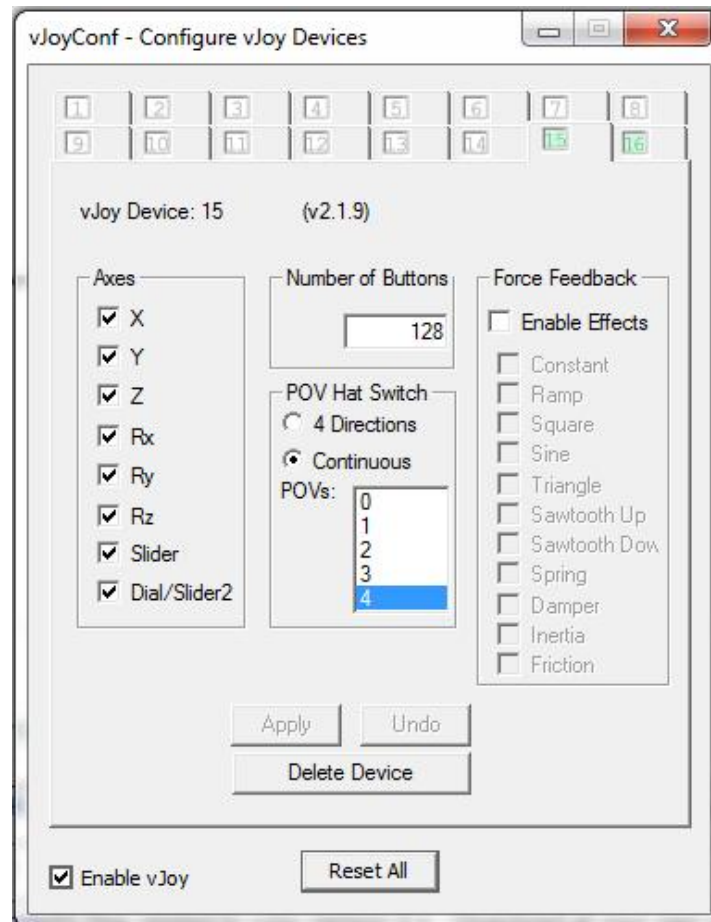 vJoyConf - Configure vJoy Devices
1 2 3 4 5 6 7 8
9 10 11 12 13 14 15 16
vJoy Device: 15 (v2.1.9)
Axes
X
Y
Z
Rx
Ry
Rz
Slider
Dial/Slider2
Number of Buttons
128
POV Hat Switch
4 Directions
Continuous
POVs:
0
1
2
3
4
Force Feedback
Enable Effects
Constant
Ramp
Square
Sine
Triangle
Sawtooth Up
Sawtooth Dow
Spring
Damper
Inertia
Friction
Apply Undo
Delete Device
Enable vJoy
Reset All